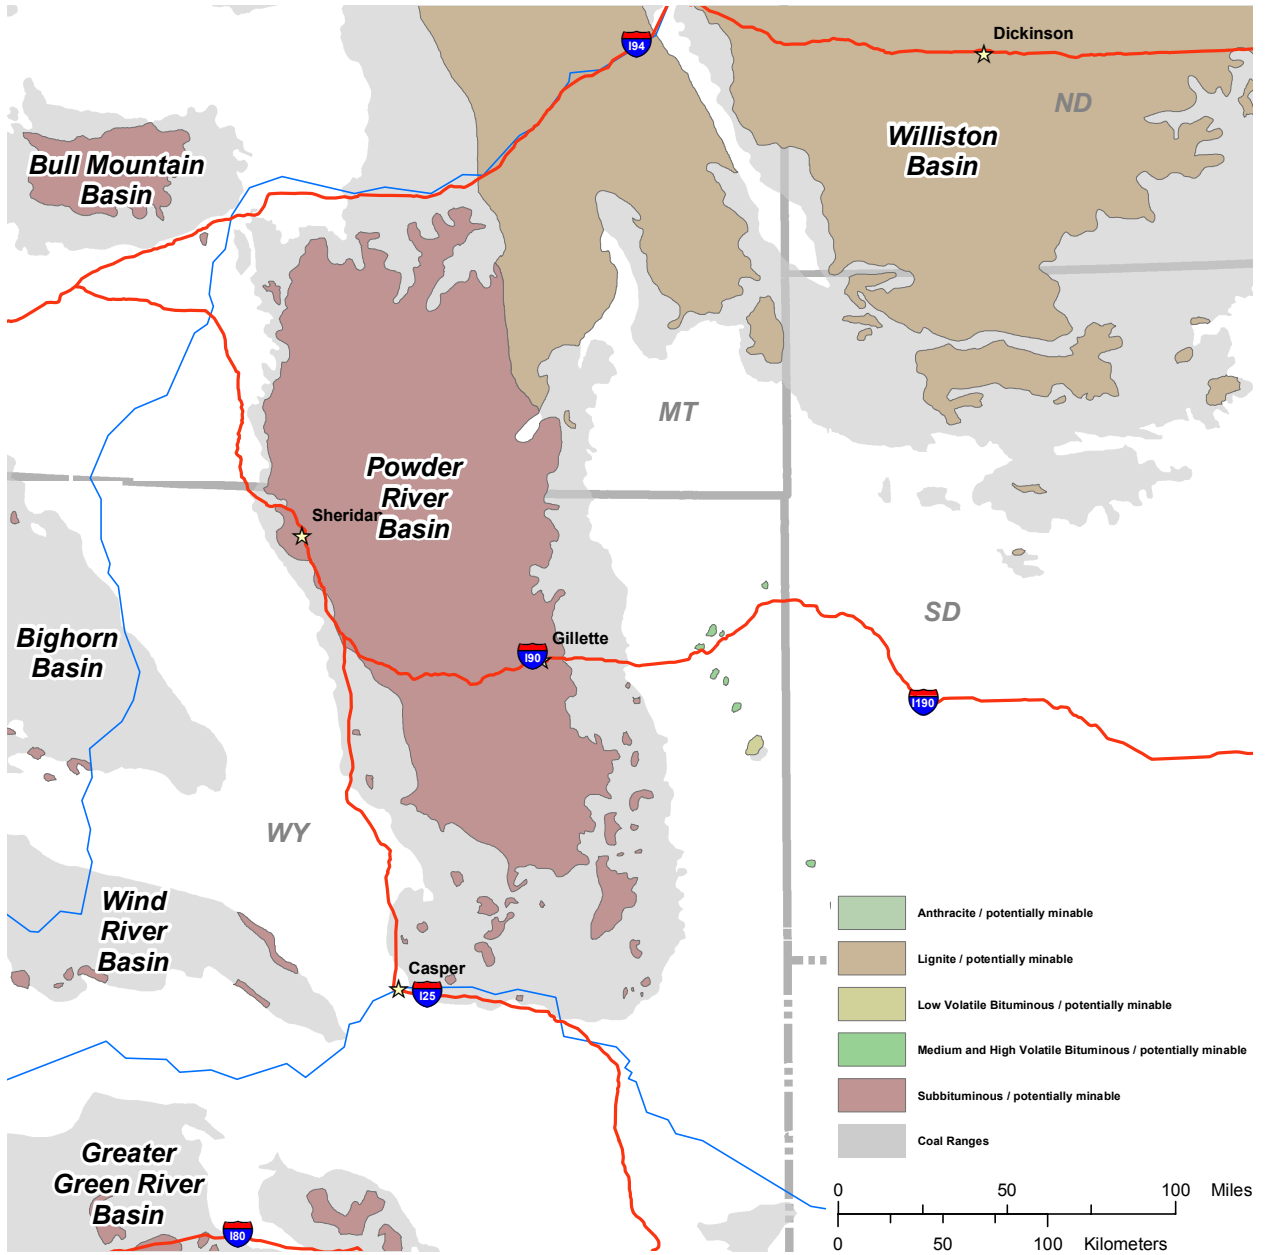 Dickinson
I94
ND
Williston
Basin
Bull Mountain
Basin
MT
Powder
River
Basin
Sheridan
SD
Bighorn
Basin
Gillette
I90
I190
WY
Wind
River
Basin
Casper
I25
Anthracite / potentially minable
Lignite / potentially minable
Low Volatile Bituminous / potentially minable
Medium and High Volatile Bituminous / potentially minable
Subbituminous / potentially minable
Coal Ranges
Greater
Green River
Basin
I80
0 50 100 Miles
0 50 100 Kilometers